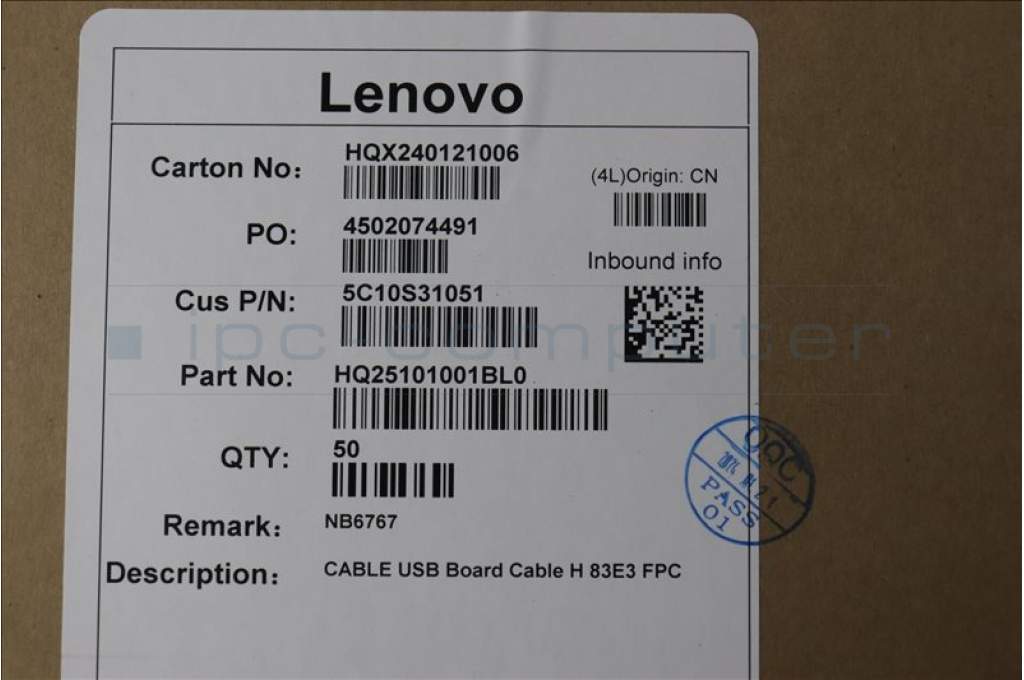 Lenovo
Carton No: HQX240121006
(4L)Origin: CN
PO: 4502074491
Inbound info
Cus P/N: 5C10S31051
ipc-computer
Part No: HQ25101001BL0
QTY: 50
OQC
PASS
01
Remark: NB6767
Description: CABLE USB Board Cable H 83E3 FPC